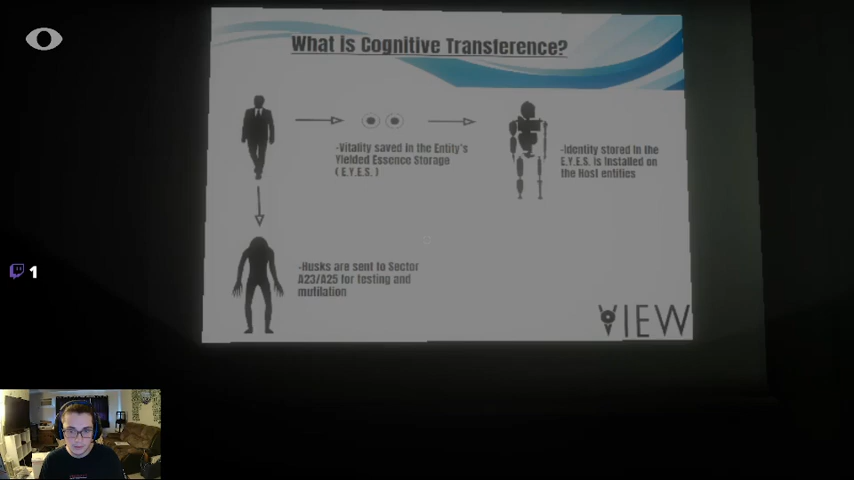 What is Cognitive Transference?
-Vitality saved in the Entity's
Yielded Essence Storage
( E.Y.E.S. )
-Identity stored in the
E.Y.E.S. is installed on
the Host entities
-Husks are sent to Sector
A23/A25 for testing and
mutilation
VIEW
1